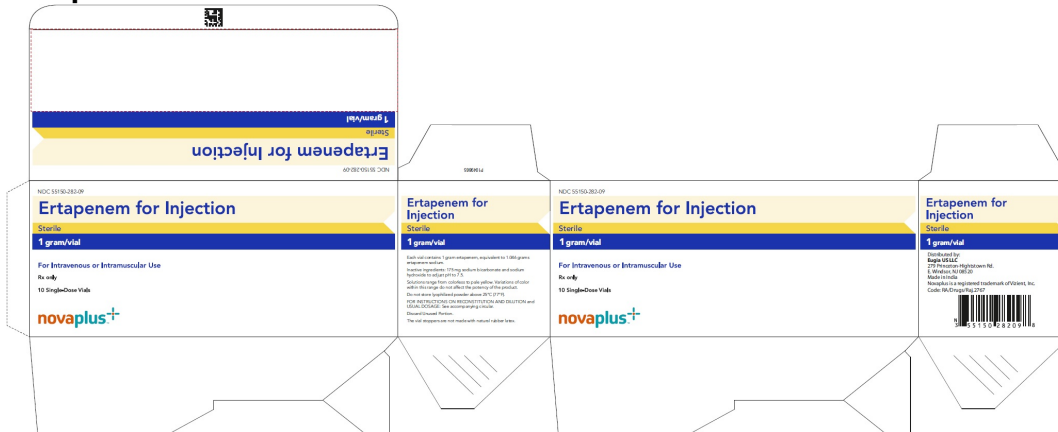 1 gram/vial
Sterile
Ertapenem for Injection
NDC 55150-282-09
P1904065
NDC 55150-282-09
Ertapenem for Injection
Sterile
1 gram/vial
For Intravenous or Intramuscular Use
Rx only
10 Single-Dose Vials
novaplus+
Ertapenem for
Injection
Sterile
1 gram/vial
Each vial contains: 1 gram ertapenem, equivalent to 1.046 grams
ertapenem sodium.
Inactive Ingredients: 175 mg sodium bicarbonate and sodium
hydroxide to adjust pH to 7.5.
Solutions range from colorless to pale yellow. Variations of color
within this range do not affect the potency of the product.
Do not store lyophilized powder above 25°C (77°F).
FOR INSTRUCTIONS ON RECONSTITUTION AND DILUTION and
USUAL DOSAGE: See accompanying circular.
Discard Unused Portion.
The vial stoppers are not made with natural rubber latex.
NDC 55150-282-09
Ertapenem for Injection
Sterile
1 gram/vial
For Intravenous or Intramuscular Use
Rx only
10 Single-Dose Vials
novaplus+
Ertapenem for
Injection
Sterile
1 gram/vial
Distributed by:
Eugia US LLC
279 Princeton-Hightstown Rd.
E. Windsor, NJ 08520
Made in India
Novaplus is a registered trademark of Vizient, Inc.
Code: RA/Drugs/Raj.2767
N
3 55150 28209 8